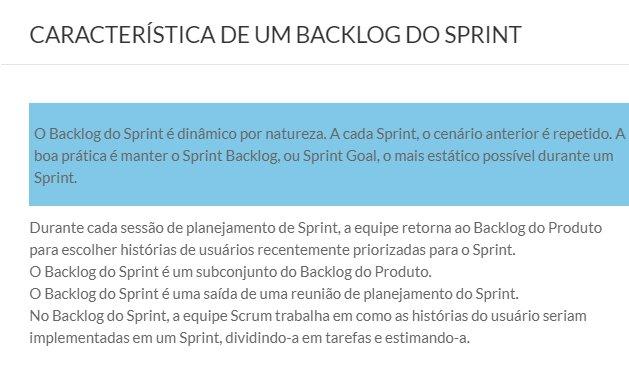 CARACTERÍSTICA DE UM BACKLOG DO SPRINT
O Backlog do Sprint é dinâmico por natureza. A cada Sprint, o cenário anterior é repetido. A
boa prática é manter o Sprint Backlog, ou Sprint Goal, o mais estático possível durante um
Sprint.
Durante cada sessão de planejamento de Sprint, a equipe retorna ao Backlog do Produto
para escolher histórias de usuários recentemente priorizadas para o Sprint.
O Backlog do Sprint é um subconjunto do Backlog do Produto.
O Backlog do Sprint é uma saída de uma reunião de planejamento do Sprint.
No Backlog do Sprint, a equipe Scrum trabalha em como as histórias do usuário seriam
implementadas em um Sprint, dividindo-a em tarefas e estimando-a.